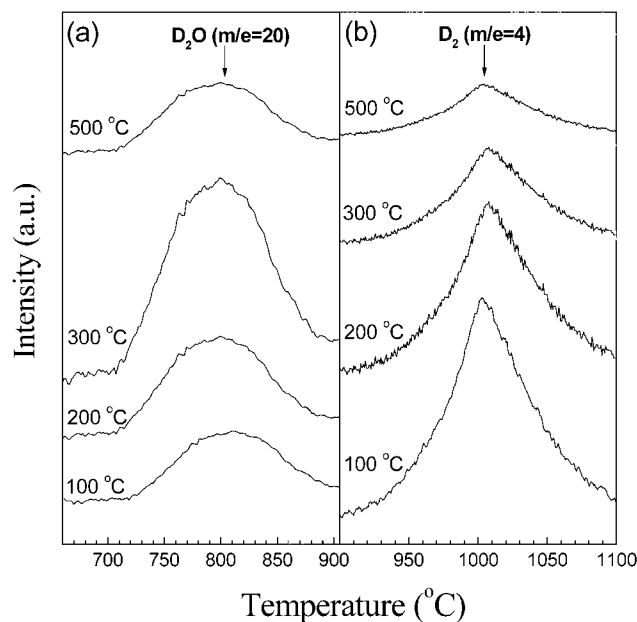 (a)
D₂O (m/e=20)
500 °C
300 °C
200 °C
100 °C
(b)
D₂ (m/e=4)
500 °C
300 °C
200 °C
100 °C
Intensity (a.u.)
700 750 800 850 900
950 1000 1050 1100
Temperature (°C)